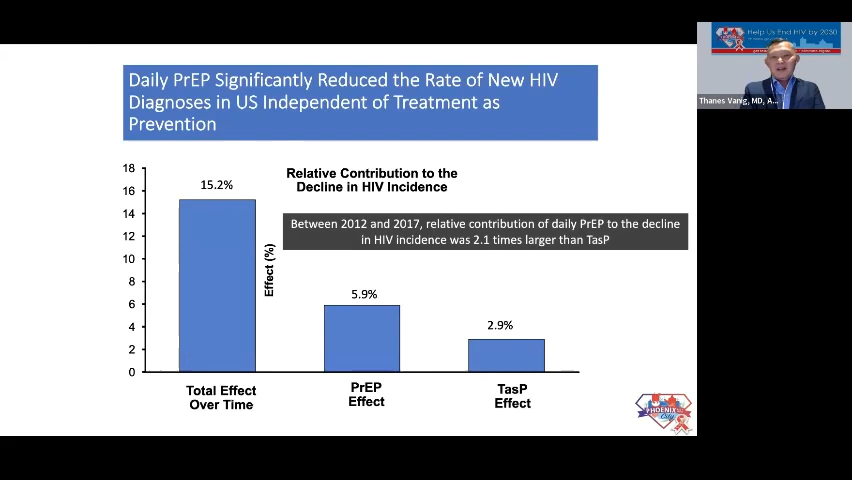 Help Us End HIV by 2030
Thanes Vanig, MD, A...
Daily PrEP Significantly Reduced the Rate of New HIV
Diagnoses in US Independent of Treatment as
Prevention
Relative Contribution to the
Decline in HIV Incidence
Between 2012 and 2017, relative contribution of daily PrEP to the decline
in HIV incidence was 2.1 times larger than TasP
Effect (%)
18
16
14
12
10
8
6
4
2
0
15.2%
5.9%
2.9%
Total Effect
Over Time
PrEP
Effect
TasP
Effect
PHOENIX
City